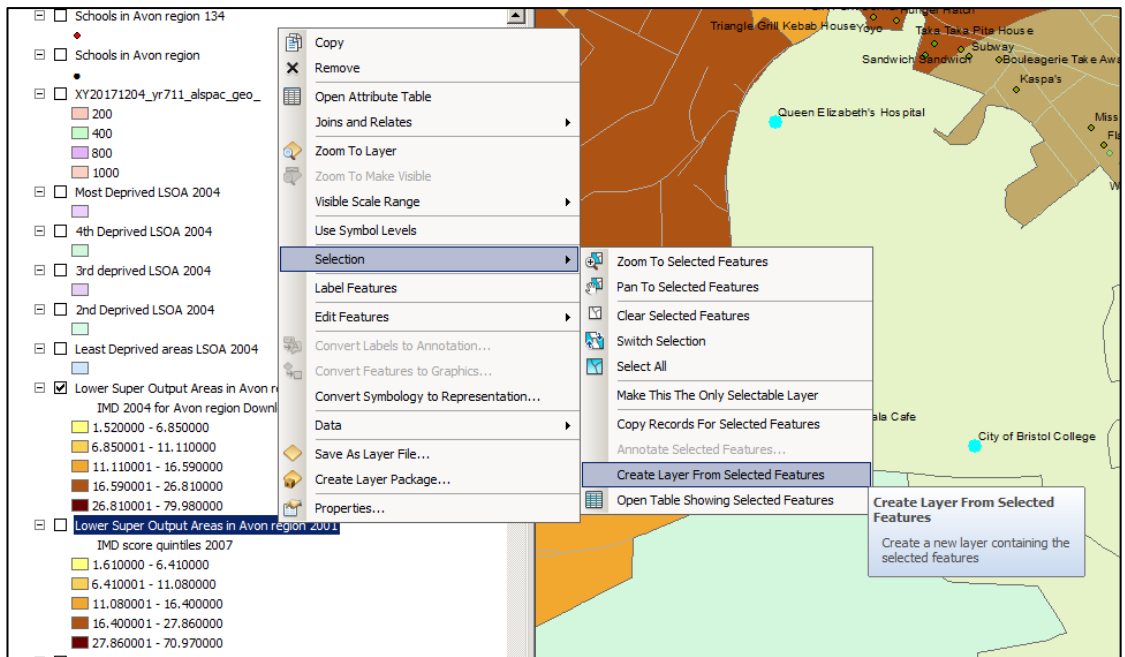 Schools in Avon region 134
Schools in Avon region
XY20171204_yr711_alspac_geo_
200
400
800
1000
Most Deprived LSOA 2004
4th Deprived LSOA 2004
3rd deprived LSOA 2004
2nd Deprived LSOA 2004
Least Deprived areas LSOA 2004
Lower Super Output Areas in Avon r
IMD 2004 for Avon region Downl
1.520000 - 6.850000
6.850001 - 11.110000
11.110001 - 16.590000
16.590001 - 26.810000
26.810001 - 79.980000
Lower Super Output Areas in Avon region 2001
IMD score quintiles 2007
1.610000 - 6.410000
6.410001 - 11.080000
11.080001 - 16.400000
16.400001 - 27.860000
27.860001 - 70.970000
Copy
Remove
Open Attribute Table
Joins and Relates
Zoom To Layer
Zoom To Make Visible
Visible Scale Range
Use Symbol Levels
Selection
Label Features
Edit Features
Convert Labels to Annotation...
Convert Features to Graphics...
Convert Symbology to Representation...
Data
Save As Layer File...
Create Layer Package...
Properties...
Zoom To Selected Features
Pan To Selected Features
Clear Selected Features
Switch Selection
Select All
Make This The Only Selectable Layer
Copy Records For Selected Features
Annotate Selected Features...
Create Layer From Selected Features
Open Table Showing Selected Features
Create Layer From Selected
Features
Create a new layer containing the
selected features
Triangle Grill Kebab House
yoyo
Taka Taka Pita House
Subway
Sandwich Sandwich
Bouleagerie Take Awa
Kaspa's
Miss
Queen Elizabeth's Hospital
ala Cafe
City of Bristol College